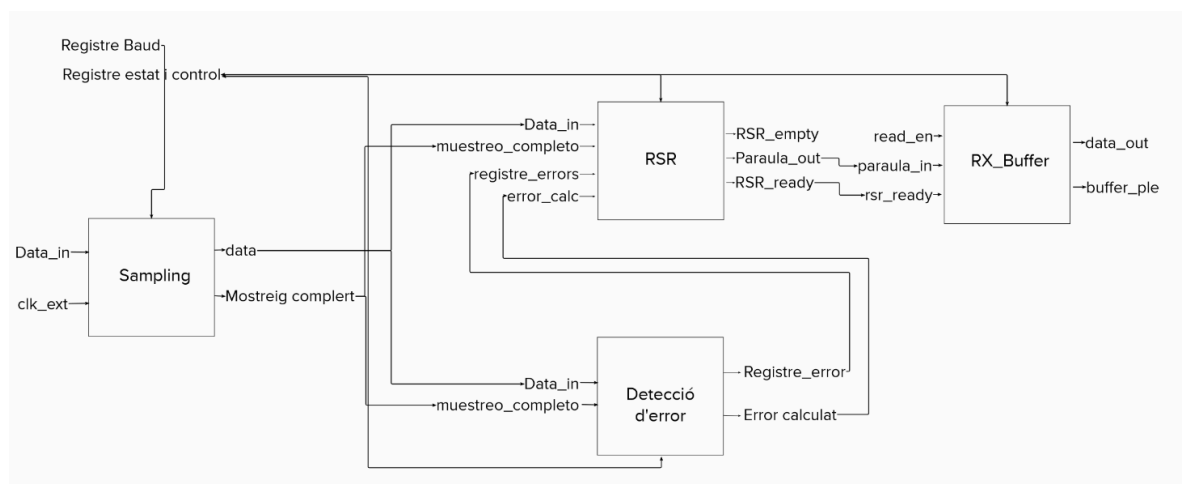 Registre Baud
Registre estat i control
Data_in
clk_ext
Sampling
data
Mostreig complert
Data_in
muestreo_completo
registre_errors
error_calc
RSR
RSR_empty
Paraula_out
RSR_ready
read_en
paraula_in
rsr_ready
RX_Buffer
data_out
buffer_ple
Data_in
muestreo_completo
Detecció
d'error
Registre_error
Error calculat